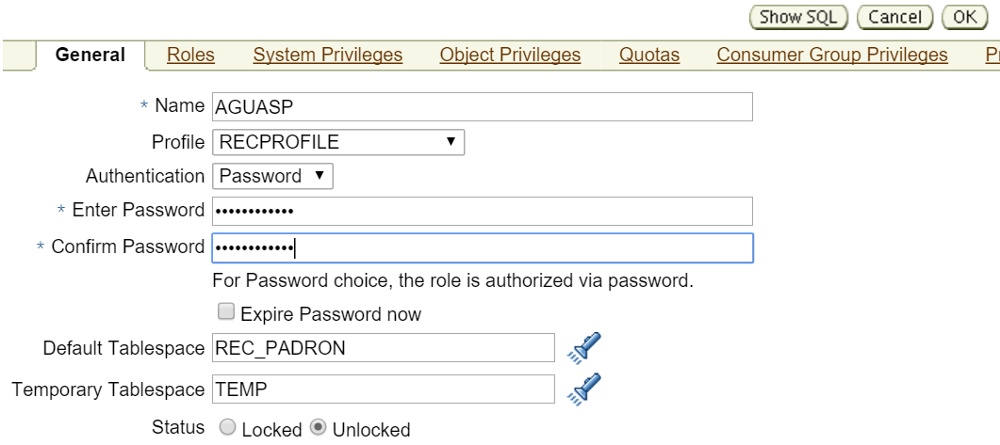 Show SQL Cancel OK
General Roles System Privileges Object Privileges Quotas Consumer Group Privileges
* Name AGUASP
Profile RECPROFILE
Authentication Password
* Enter Password ••••••••••••
* Confirm Password ••••••••••••
For Password choice, the role is authorized via password.
Expire Password now
Default Tablespace REC_PADRON
Temporary Tablespace TEMP
Status Locked Unlocked